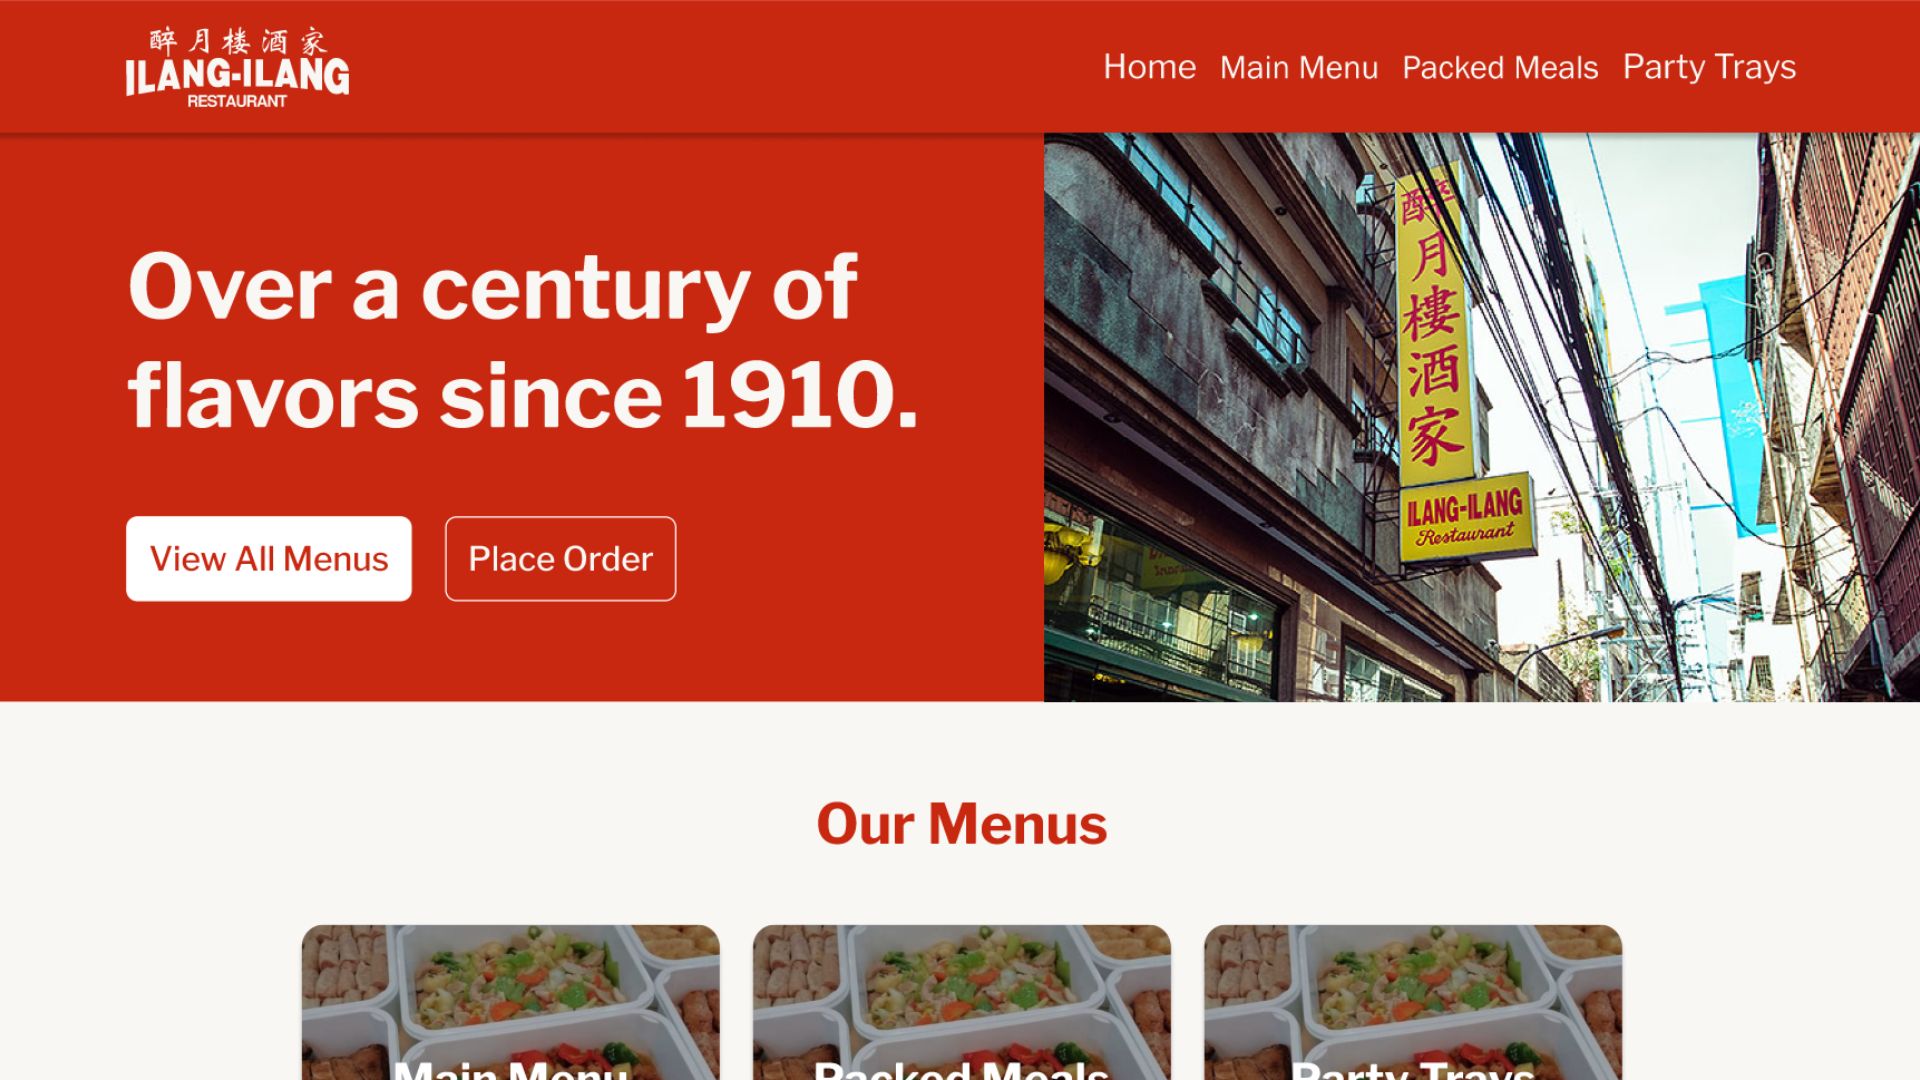 醉月楼酒家
ILANG-ILANG
RESTAURANT
Home
Main Menu
Packed Meals
Party Trays
Over a century of
flavors since 1910.
View All Menus
Place Order
醉月樓酒家
ILANG-ILANG
Restaurant
Our Menus
Main Menu
Packed Meals
Party Trays